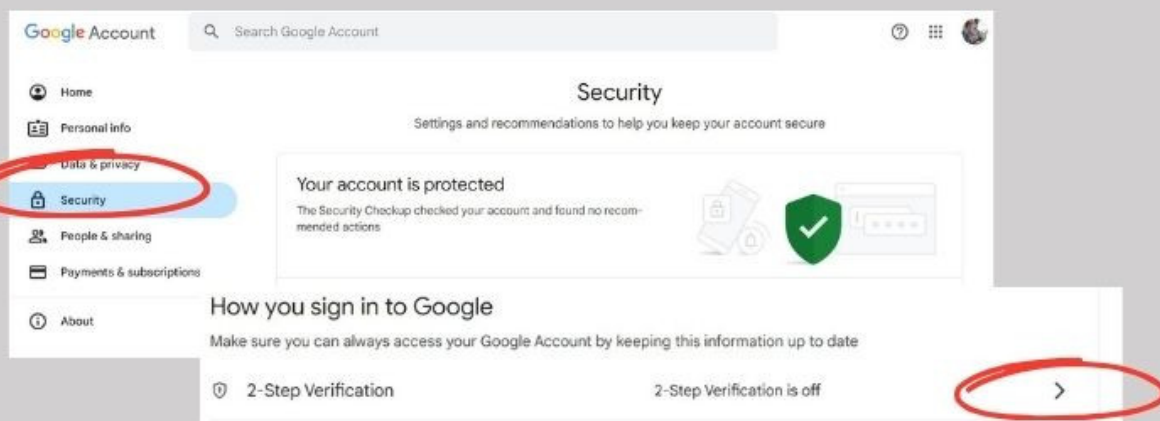 Google Account
Search Google Account
Home
Personal info
Data & privacy
Security
People & sharing
Payments & subscriptions
About
Security
Settings and recommendations to help you keep your account secure
Your account is protected
The Security Checkup checked your account and found no recom-
mended actions
How you sign in to Google
Make sure you can always access your Google Account by keeping this information up to date
2-Step Verification 2-Step Verification is off